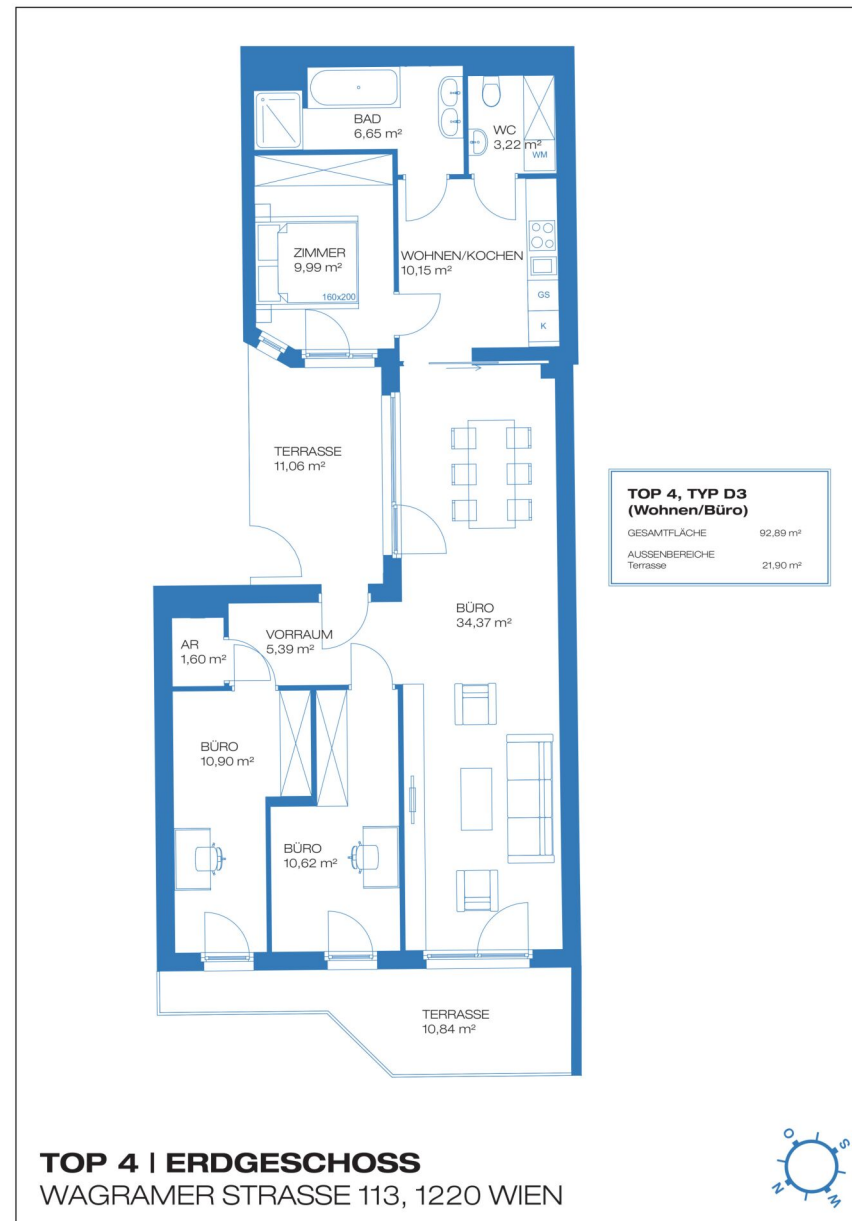 BAD
6,65 m²
WC
3,22 m²
WM
ZIMMER
9,99 m²
160x200
WOHNEN/KOCHEN
10,15 m²
GS
K
TERRASSE
11,06 m²
TOP 4, TYP D3
(Wohnen/Büro)
GESAMTFLÄCHE 92,89 m²
AUSSENBEREICHE
Terrasse 21,90 m²
BÜRO
34,37 m²
AR
1,60 m²
VORRAUM
5,39 m²
BÜRO
10,90 m²
BÜRO
10,62 m²
TERRASSE
10,84 m²
TOP 4 | ERDGESCHOSS
WAGRAMER STRASSE 113, 1220 WIEN
O
S
N
W